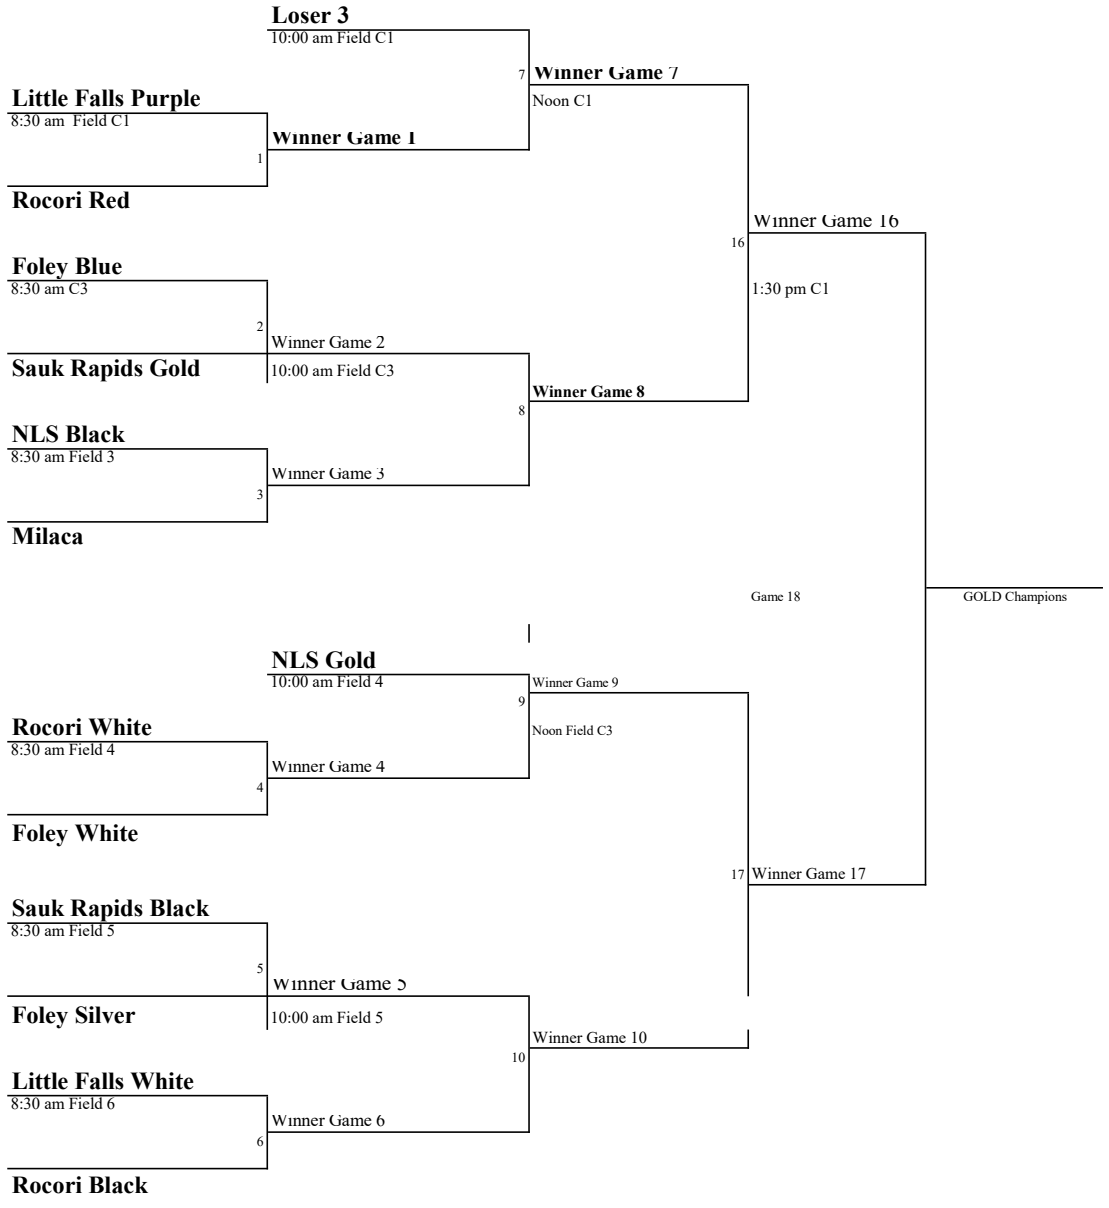 Loser 3
10:00 am Field C1
7
Winner Game 7
Noon C1
Little Falls Purple
8:30 am  Field C1
Winner Game 1
1
Rocori Red
Winner Game 16
16
1:30 pm C1
Foley Blue
8:30 am C3
2
Winner Game 2
Sauk Rapids Gold
10:00 am Field C3
Winner Game 8
8
NLS Black
8:30 am Field 3
Winner Game 3
3
Milaca
Game 18
GOLD Champions
NLS Gold
10:00 am Field 4
Winner Game 9
9
Noon Field C3
Rocori White
8:30 am Field 4
Winner Game 4
4
Foley White
17
Winner Game 17
Sauk Rapids Black
8:30 am Field 5
5
Winner Game 5
Foley Silver
10:00 am Field 5
Winner Game 10
10
Little Falls White
8:30 am Field 6
Winner Game 6
6
Rocori Black